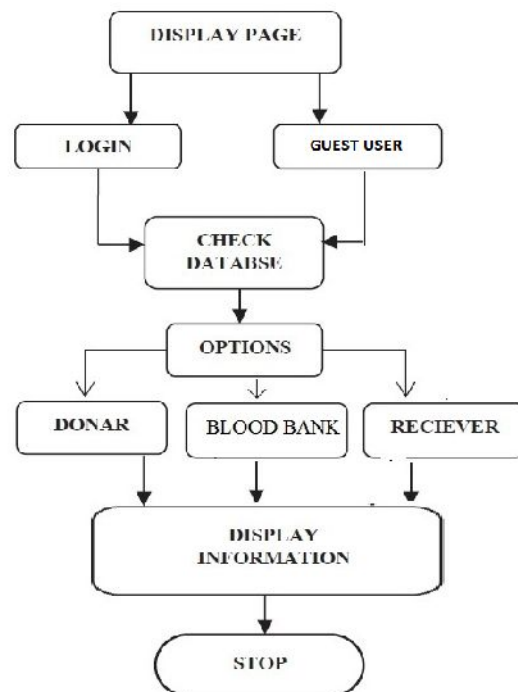 DISPLAY PAGE
LOGIN
GUEST USER
CHECK
DATABSE
OPTIONS
DONAR
BLOOD BANK
RECIEVER
DISPLAY
INFORMATION
STOP